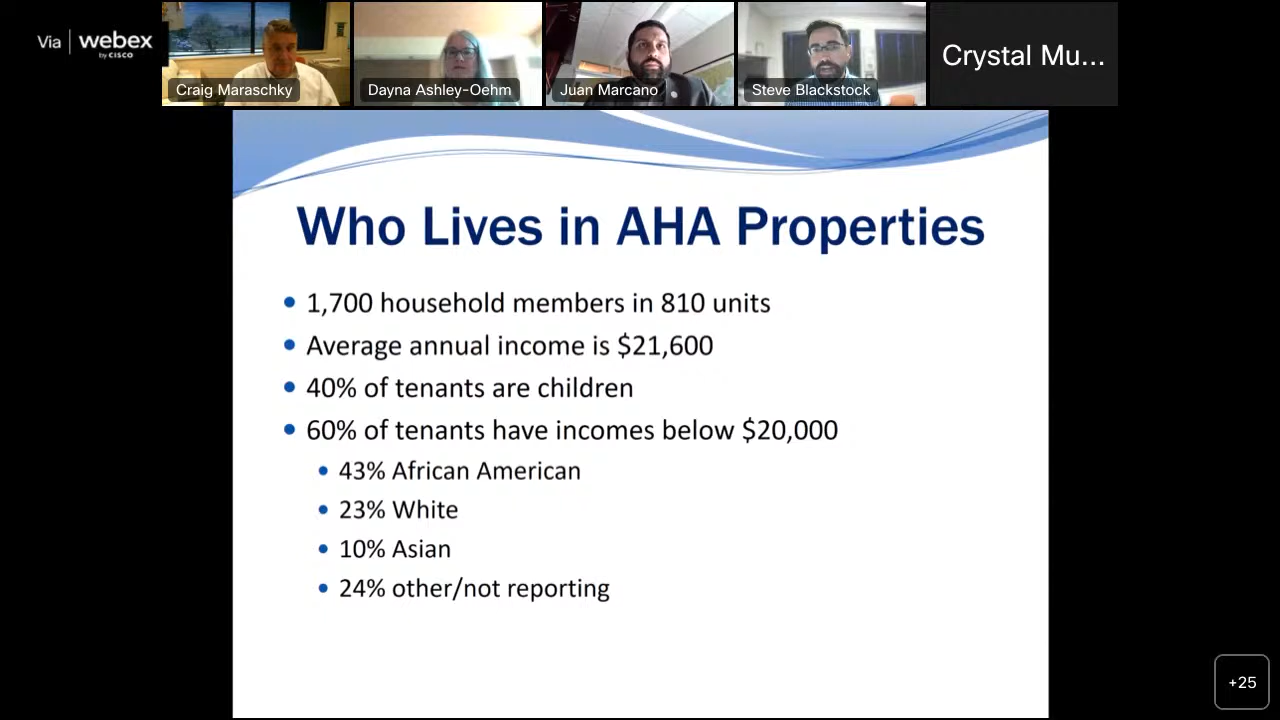 Via webex
by CISCO
Craig Maraschky
Dayna Ashley-Oehm
Juan Marcano
Steve Blackstock
Crystal Mu...
Who Lives in AHA Properties
1,700 household members in 810 units
Average annual income is $21,600
40% of tenants are children
60% of tenants have incomes below $20,000
43% African American
23% White
10% Asian
24% other/not reporting
+25